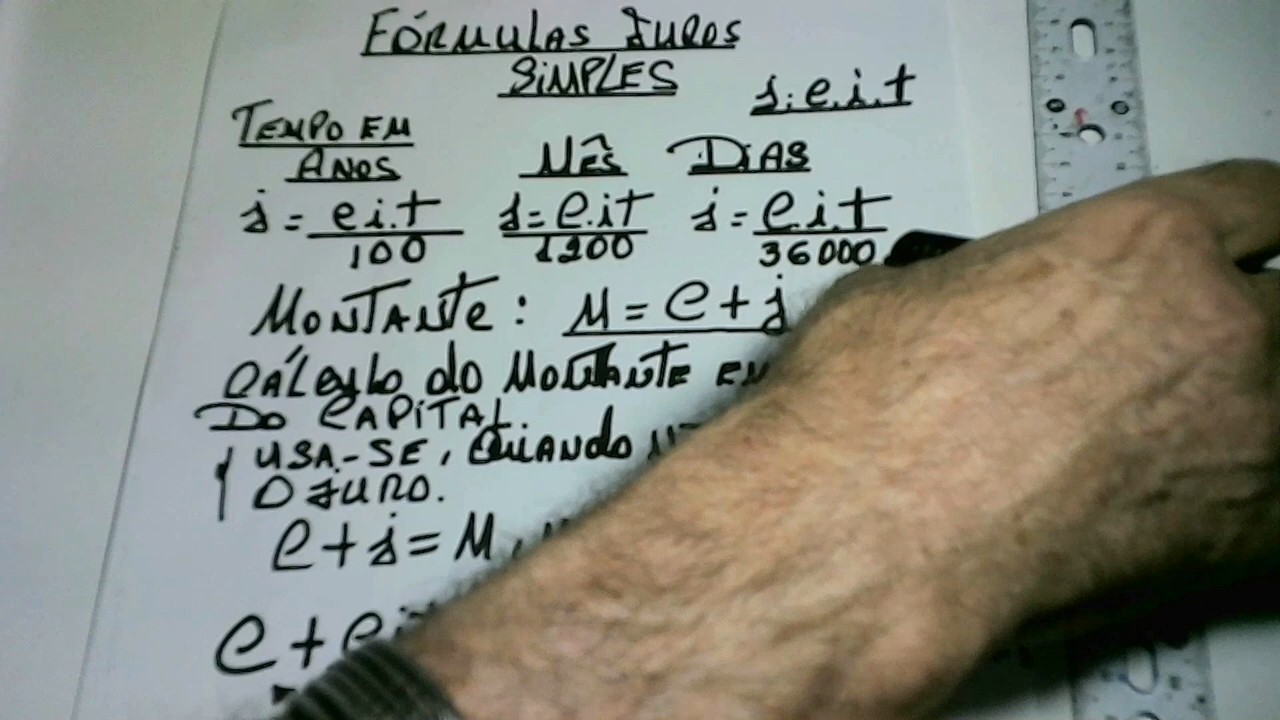 FÓRMULAS JUROS
SiMPLES
J: c.i.t
TEMPO EM
ANOS
MÊS
DIAS
j = c.i.t
100
J = c.i.t
1200
j = c.i.t
36000
MONTANTE: M = C + j
CÁLCULO do MONTANTE EM
DO CAPITAL.
USA-SE, QUANDO
O JURO.
C + j = M,
C + ci